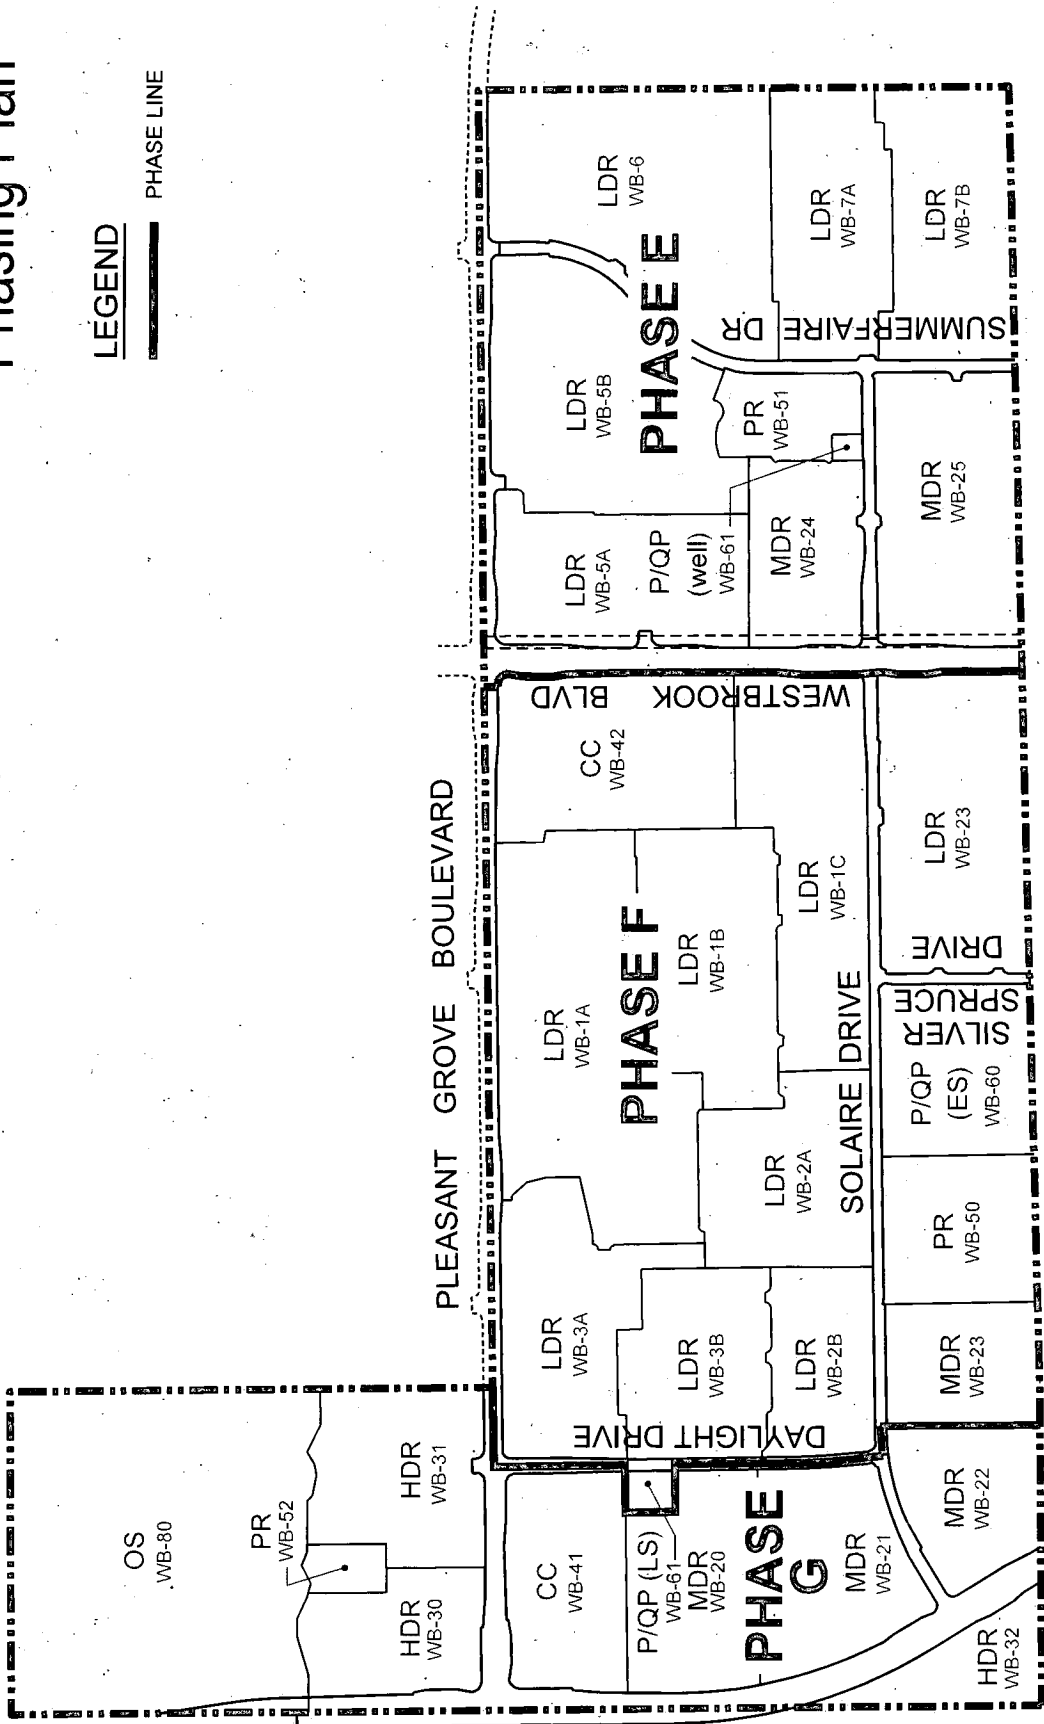 Phasing Plan
LEGEND
PHASE LINE
OS
WB-80
PR
WB-52
HDR
WB-31
HDR
WB-30
PLEASANT GROVE BOULEVARD
CC
WB-41
P/QP (LS)
WB-61
MDR
WB-20
PHASE
G
MDR
WB-21
MDR
WB-22
HDR
WB-32
DAYLIGHT DRIVE
LDR
WB-3A
LDR
WB-3B
LDR
WB-2B
LDR
WB-2A
LDR
WB-1A
PHASE F
LDR
WB-1B
LDR
WB-1C
CC
WB-42
SOLAIRE DRIVE
MDR
WB-23
PR
WB-50
P/QP
(ES)
WB-60
SILVER
SPRUCE
DRIVE
LDR
WB-23
WESTBROOK BLVD
LDR
WB-5A
P/QP
(well)
WB-61
MDR
WB-24
LDR
WB-5B
PHASE E
PR
WB-51
MDR
WB-25
SUMMERFAIRE DR
LDR
WB-6
LDR
WB-7A
LDR
WB-7B